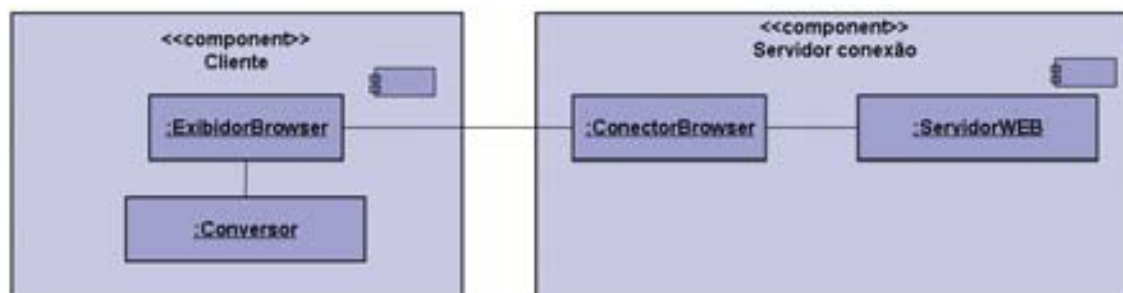 <<component>>
Cliente
:ExibidorBrowser
:Conversor
<<component>>
Servidor conexão
:ConectorBrowser
:ServidorWEB